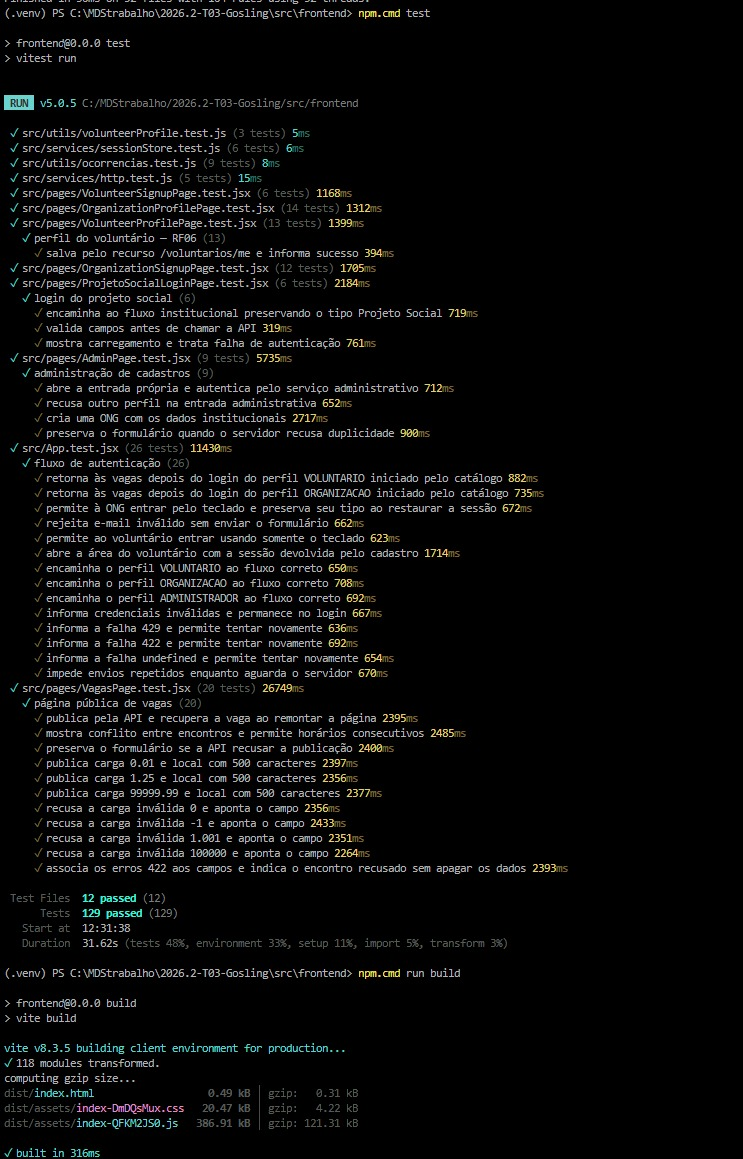 Finished in 50ms on 52 files with 104 rules using 32 threads.
(.venv) PS C:\MDStrabalho\2026.2-T03-Gosling\src\frontend> npm.cmd test
> frontend@0.0.0 test
> vitest run
RUN v5.0.5 C:/MDStrabalho/2026.2-T03-Gosling/src/frontend
✓ src/utils/volunteerProfile.test.js (3 tests) 5ms
✓ src/services/sessionStore.test.js (6 tests) 6ms
✓ src/utils/ocorrencias.test.js (9 tests) 8ms
✓ src/services/http.test.js (5 tests) 15ms
✓ src/pages/VolunteerSignupPage.test.jsx (6 tests) 1168ms
✓ src/pages/OrganizationProfilePage.test.jsx (14 tests) 1312ms
✓ src/pages/VolunteerProfilePage.test.jsx (13 tests) 1399ms
✓ perfil do voluntário — RF06 (13)
✓ salva pelo recurso /voluntarios/me e informa sucesso 394ms
✓ src/pages/OrganizationSignupPage.test.jsx (12 tests) 1705ms
✓ src/pages/ProjetoSocialLoginPage.test.jsx (6 tests) 2184ms
✓ login do projeto social (6)
✓ encaminha ao fluxo institucional preservando o tipo Projeto Social 719ms
✓ valida campos antes de chamar a API 319ms
✓ mostra carregamento e trata falha de autenticação 761ms
✓ src/pages/AdminPage.test.jsx (9 tests) 5735ms
✓ administração de cadastros (9)
✓ abre a entrada própria e autentica pelo serviço administrativo 712ms
✓ recusa outro perfil na entrada administrativa 652ms
✓ cria uma ONG com os dados institucionais 2717ms
✓ preserva o formulário quando o servidor recusa duplicidade 900ms
✓ src/App.test.jsx (26 tests) 11430ms
✓ fluxo de autenticação (26)
✓ retorna às vagas depois do login do perfil VOLUNTARIO iniciado pelo catálogo 882ms
✓ retorna às vagas depois do login do perfil ORGANIZACAO iniciado pelo catálogo 735ms
✓ permite à ONG entrar pelo teclado e preserva seu tipo ao restaurar a sessão 672ms
✓ rejeita e-mail inválido sem enviar o formulário 662ms
✓ permite ao voluntário entrar usando somente o teclado 623ms
✓ abre a área do voluntário com a sessão devolvida pelo cadastro 1714ms
✓ encaminha o perfil VOLUNTARIO ao fluxo correto 650ms
✓ encaminha o perfil ORGANIZACAO ao fluxo correto 708ms
✓ encaminha o perfil ADMINISTRADOR ao fluxo correto 692ms
✓ informa credenciais inválidas e permanece no login 667ms
✓ informa a falha 429 e permite tentar novamente 636ms
✓ informa a falha 422 e permite tentar novamente 692ms
✓ informa a falha undefined e permite tentar novamente 654ms
✓ impede envios repetidos enquanto aguarda o servidor 670ms
✓ src/pages/VagasPage.test.jsx (20 tests) 26749ms
✓ página pública de vagas (20)
✓ publica pela API e recupera a vaga ao remontar a página 2395ms
✓ mostra conflito entre encontros e permite horários consecutivos 2485ms
✓ preserva o formulário se a API recusar a publicação 2400ms
✓ publica carga 0.01 e local com 500 caracteres 2397ms
✓ publica carga 1.25 e local com 500 caracteres 2356ms
✓ publica carga 99999.99 e local com 500 caracteres 2377ms
✓ recusa a carga inválida 0 e aponta o campo 2356ms
✓ recusa a carga inválida -1 e aponta o campo 2433ms
✓ recusa a carga inválida 1.001 e aponta o campo 2351ms
✓ recusa a carga inválida 100000 e aponta o campo 2264ms
✓ associa os erros 422 aos campos e indica o encontro recusado sem apagar os dados 2393ms
Test Files 12 passed (12)
Tests 129 passed (129)
Start at 12:31:38
Duration 31.62s (tests 48%, environment 33%, setup 11%, import 5%, transform 3%)
(.venv) PS C:\MDStrabalho\2026.2-T03-Gosling\src\frontend> npm.cmd run build
> frontend@0.0.0 build
> vite build
vite v8.3.5 building client environment for production...
✓ 118 modules transformed.
computing gzip size...
dist/index.html 0.49 kB │ gzip: 0.31 kB
dist/assets/index-DmDQsMux.css 20.47 kB │ gzip: 4.22 kB
dist/assets/index-QFKM2JS0.js 386.91 kB │ gzip: 121.31 kB
✓ built in 316ms